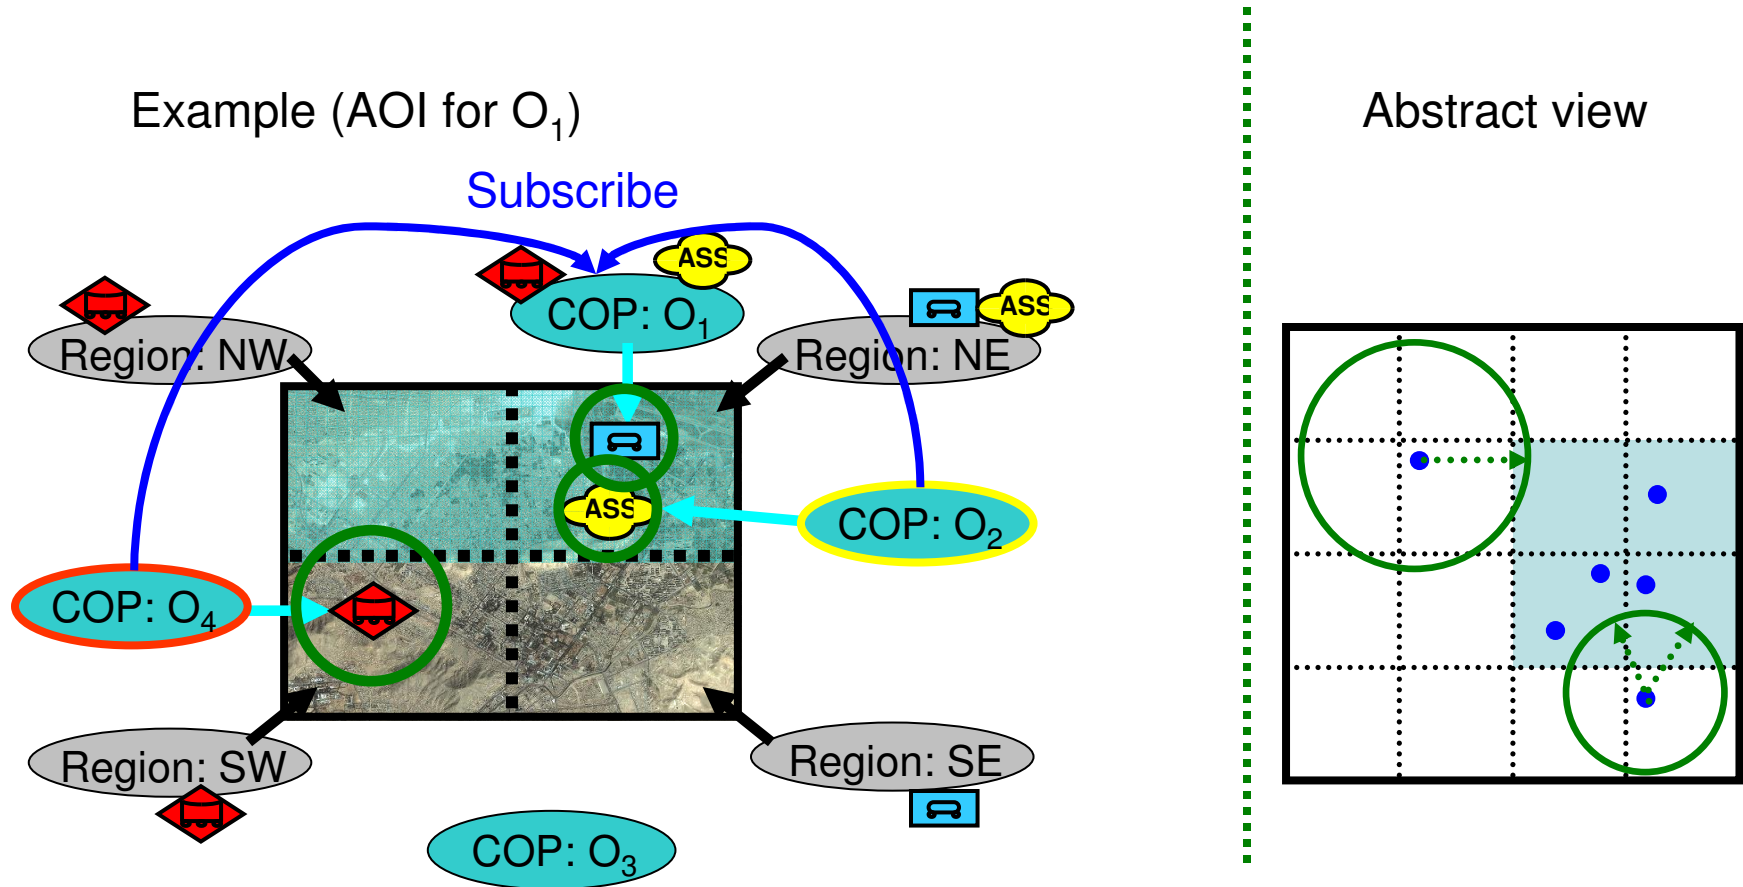 Example (AOI for O1)
Abstract view
Subscribe
ASS
COP: O1
ASS
Region: NW
Region: NE
ASS
COP: O2
COP: O4
Region: SW
Region: SE
COP: O3